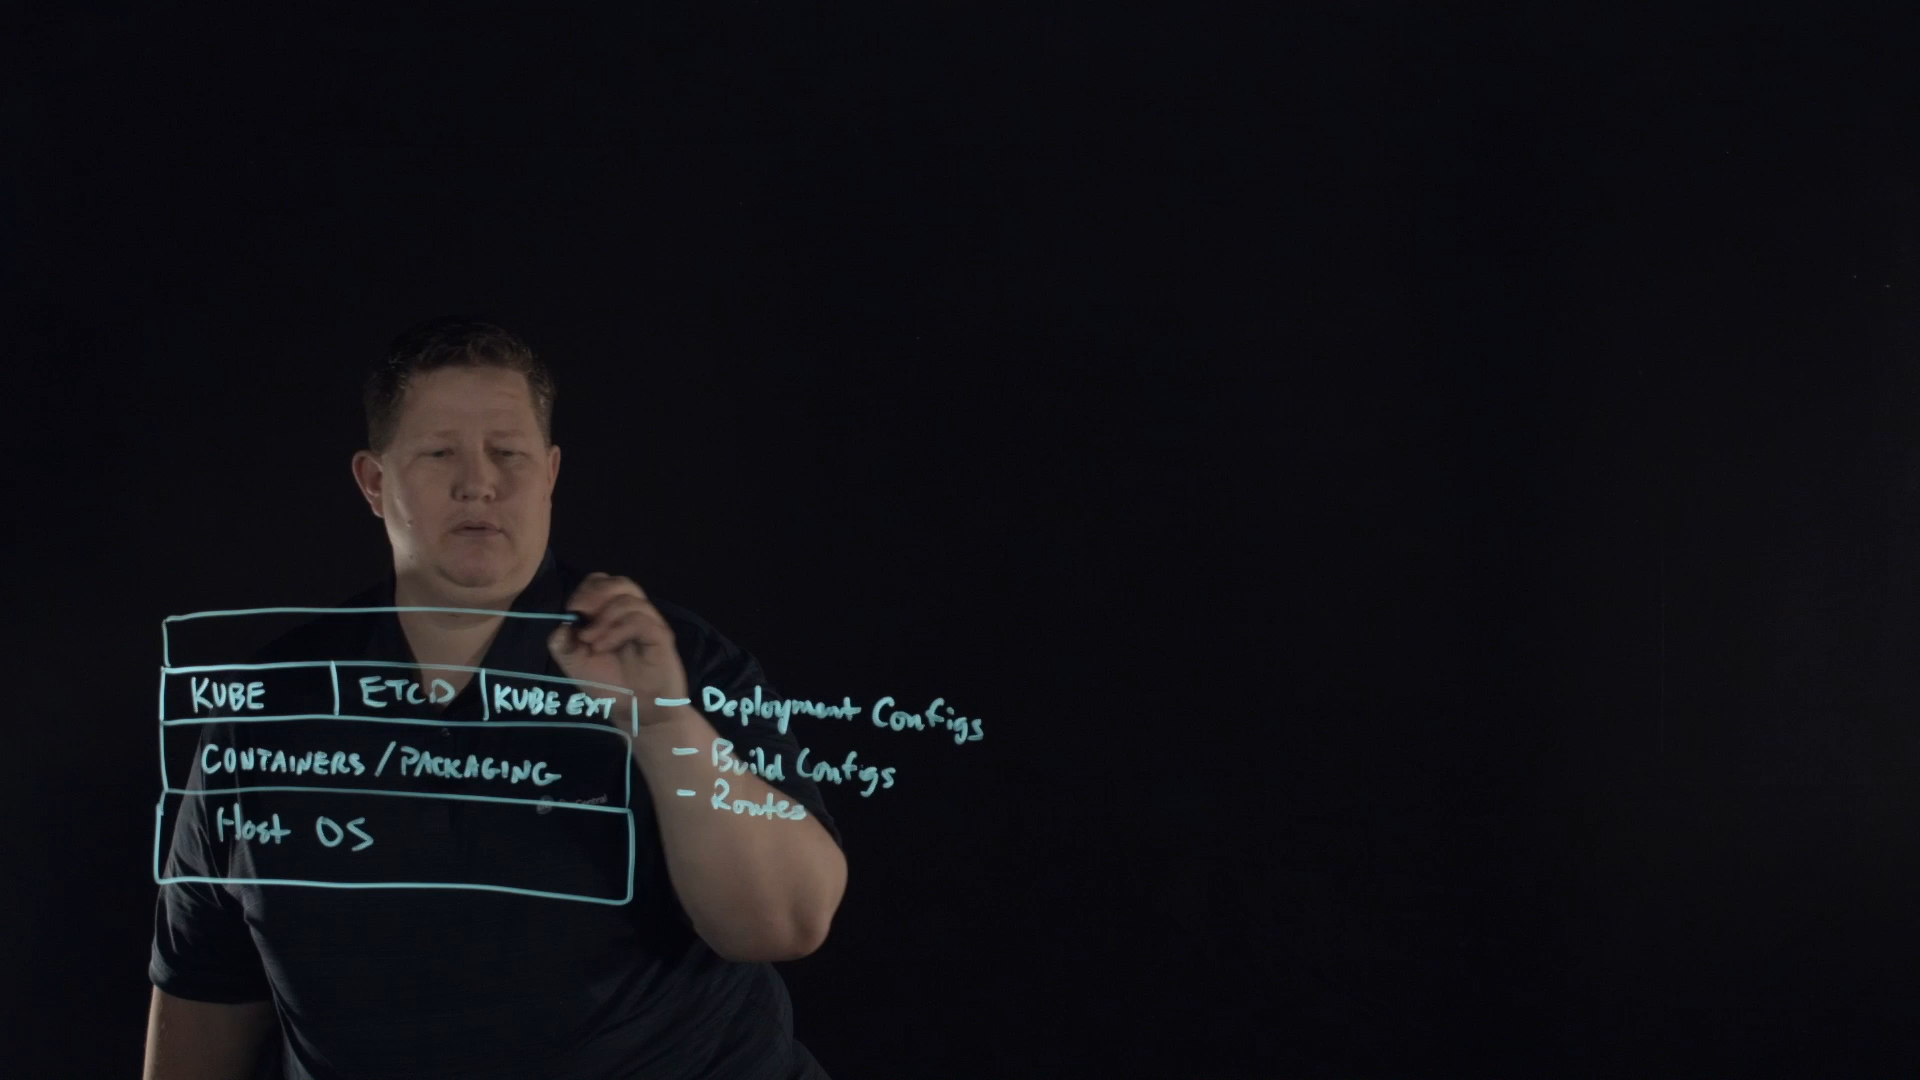 KUBE ETCD KUBE EXT — Deployment Configs
- Build Configs
CONTAINERS / PACKAGING
- Routes
Host OS